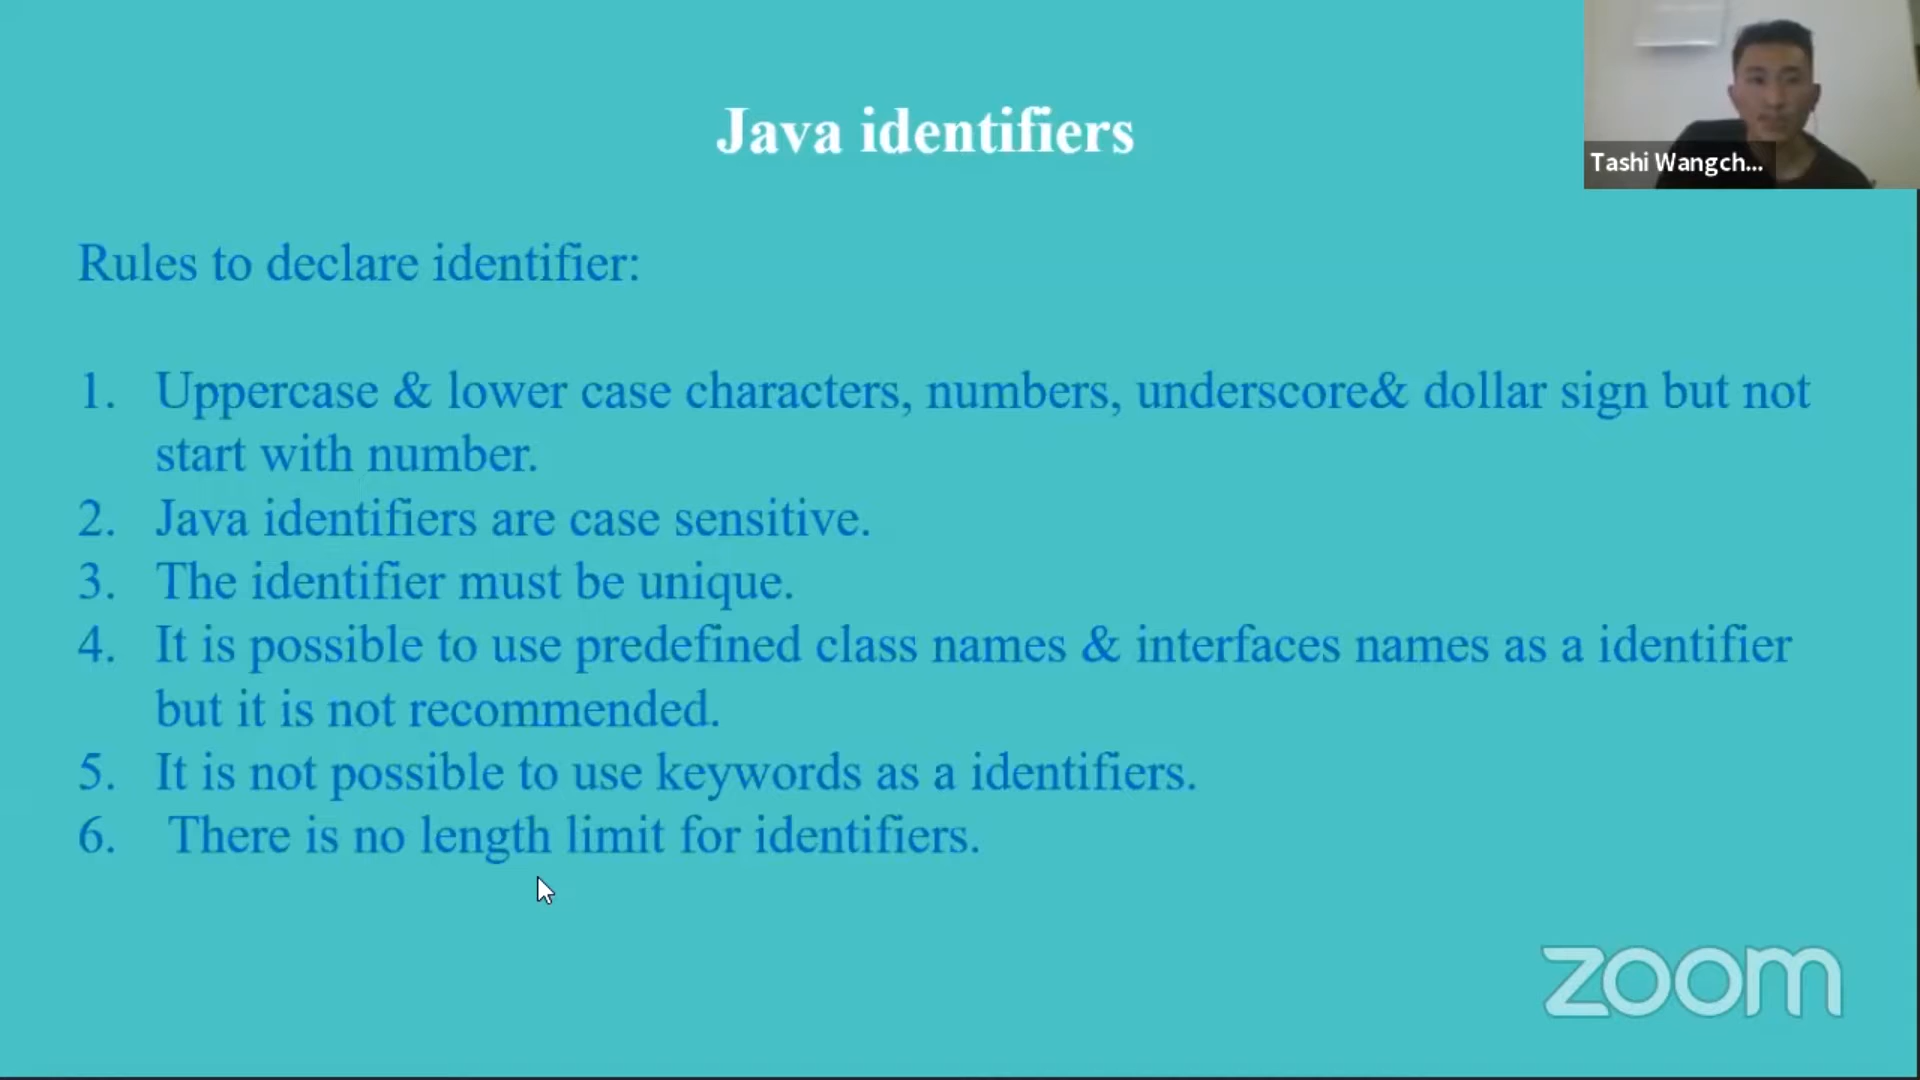 Java identifiers
Tashi Wangch...
Rules to declare identifier:
1. Uppercase & lower case characters, numbers, underscore& dollar sign but not
start with number.
2. Java identifiers are case sensitive.
3. The identifier must be unique.
4. It is possible to use predefined class names & interfaces names as a identifier
but it is not recommended.
5. It is not possible to use keywords as a identifiers.
6. There is no length limit for identifiers.
zoom